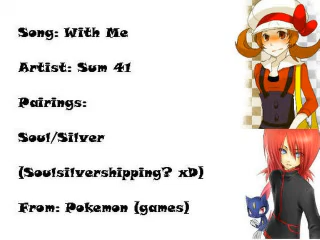 Song: With Me
Artist: Sum 41
Pairings:
Soul/Silver
(Soulsilvershipping? xD)
From: Pokemon (games)